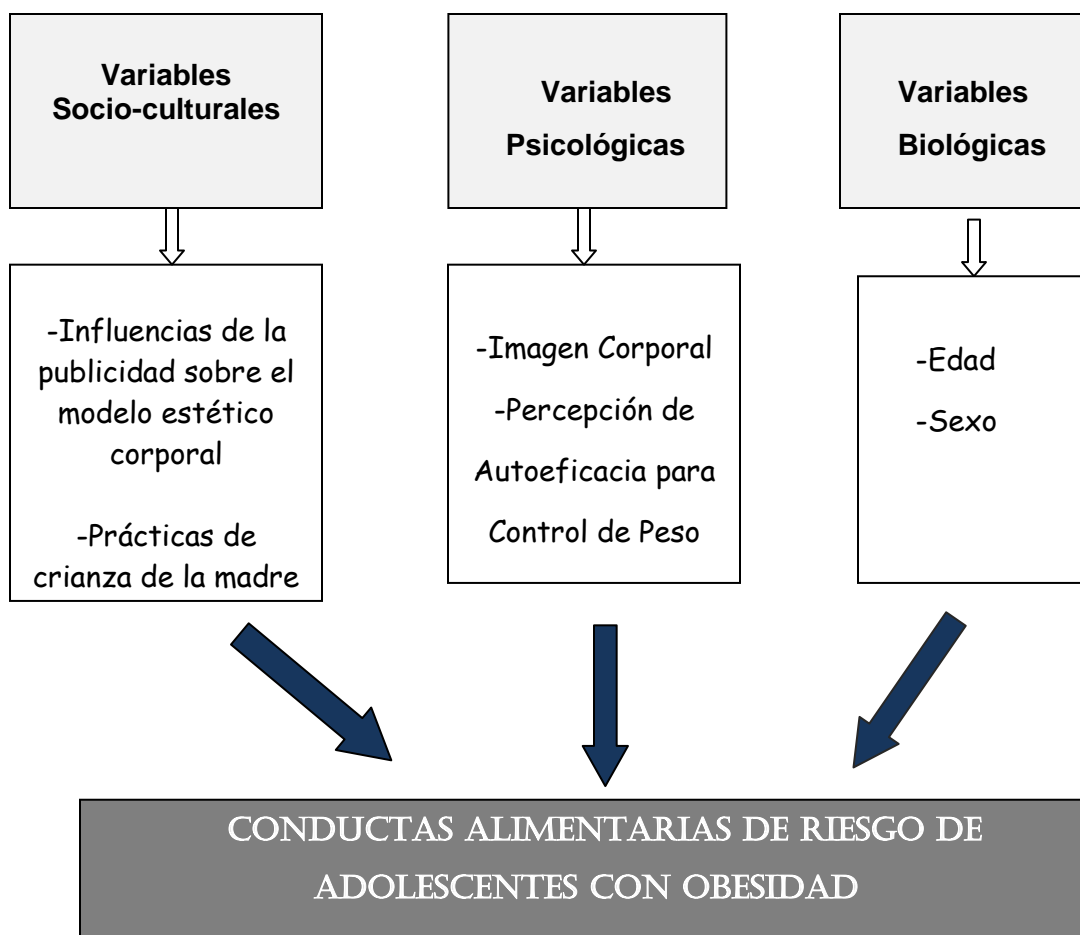 Variables
Socio-culturales
-Influencias de la
publicidad sobre el
modelo estético
corporal
-Prácticas de
crianza de la madre
Variables
Psicológicas
-Imagen Corporal
-Percepción de
Autoeficacia para
Control de Peso
Variables
Biológicas
-Edad
-Sexo
CONDUCTAS ALIMENTARIAS DE RIESGO DE
ADOLESCENTES CON OBESIDAD